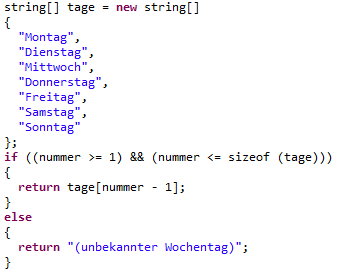 string[] tage = new string[]
{
  "Montag",
  "Dienstag",
  "Mittwoch",
  "Donnerstag",
  "Freitag",
  "Samstag",
  "Sonntag"
};
if ((nummer >= 1) && (nummer <= sizeof (tage)))
{
  return tage[nummer - 1];
}
else
{
  return "(unbekannter Wochentag)";
}